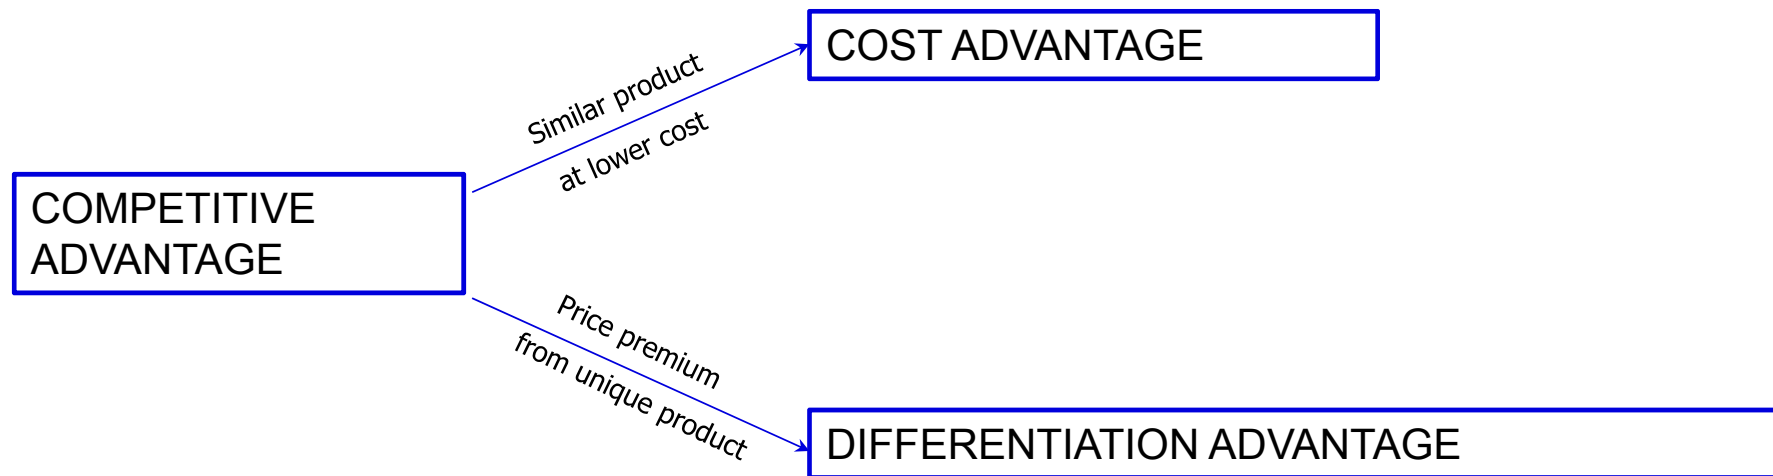 COST ADVANTAGE
Similar product
at lower cost
COMPETITIVE
ADVANTAGE
Price premium
from unique product
DIFFERENTIATION ADVANTAGE